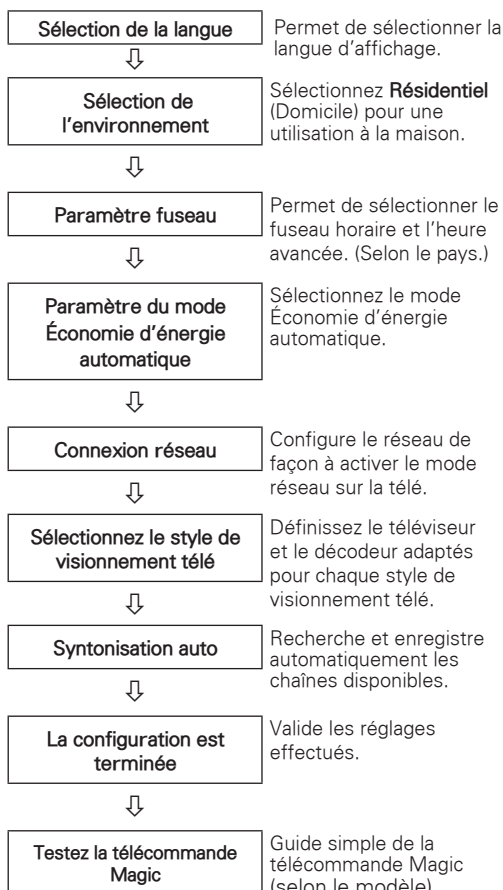 Sélection de la langue
Permet de sélectionner la
langue d'affichage.
Sélection de
l'environnement
Sélectionnez Résidentiel
(Domicile) pour une
utilisation à la maison.
Paramètre fuseau
Permet de sélectionner le
fuseau horaire et l'heure
avancée. (Selon le pays.)
Paramètre du mode
Économie d'énergie
automatique
Sélectionnez le mode
Économie d'énergie
automatique.
Connexion réseau
Configure le réseau de
façon à activer le mode
réseau sur la télé.
Sélectionnez le style de
visionnement télé
Définissez le téléviseur
et le décodeur adaptés
pour chaque style de
visionnement télé.
Syntonisation auto
Recherche et enregistre
automatiquement les
chaînes disponibles.
La configuration est
terminée
Valide les réglages
effectués.
Testez la télécommande
Magic
Guide simple de la
télécommande Magic
(selon le modèle)